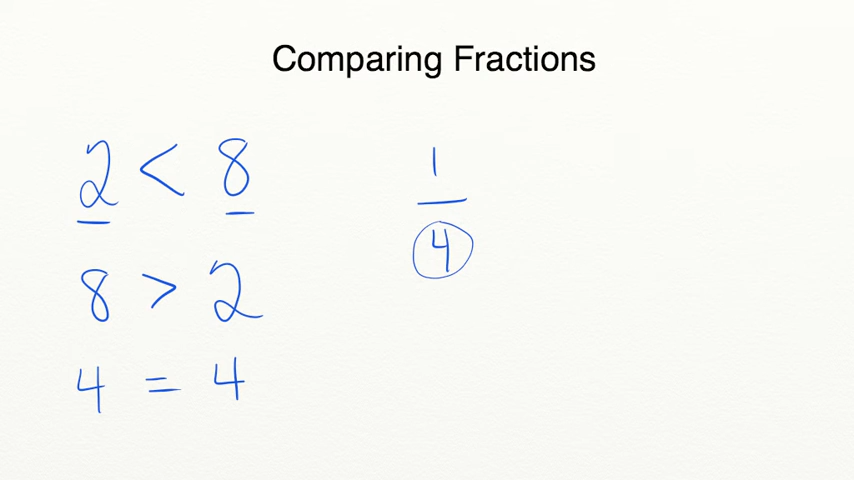 Comparing Fractions
2 < 8
8 > 2
4 = 4
1
4